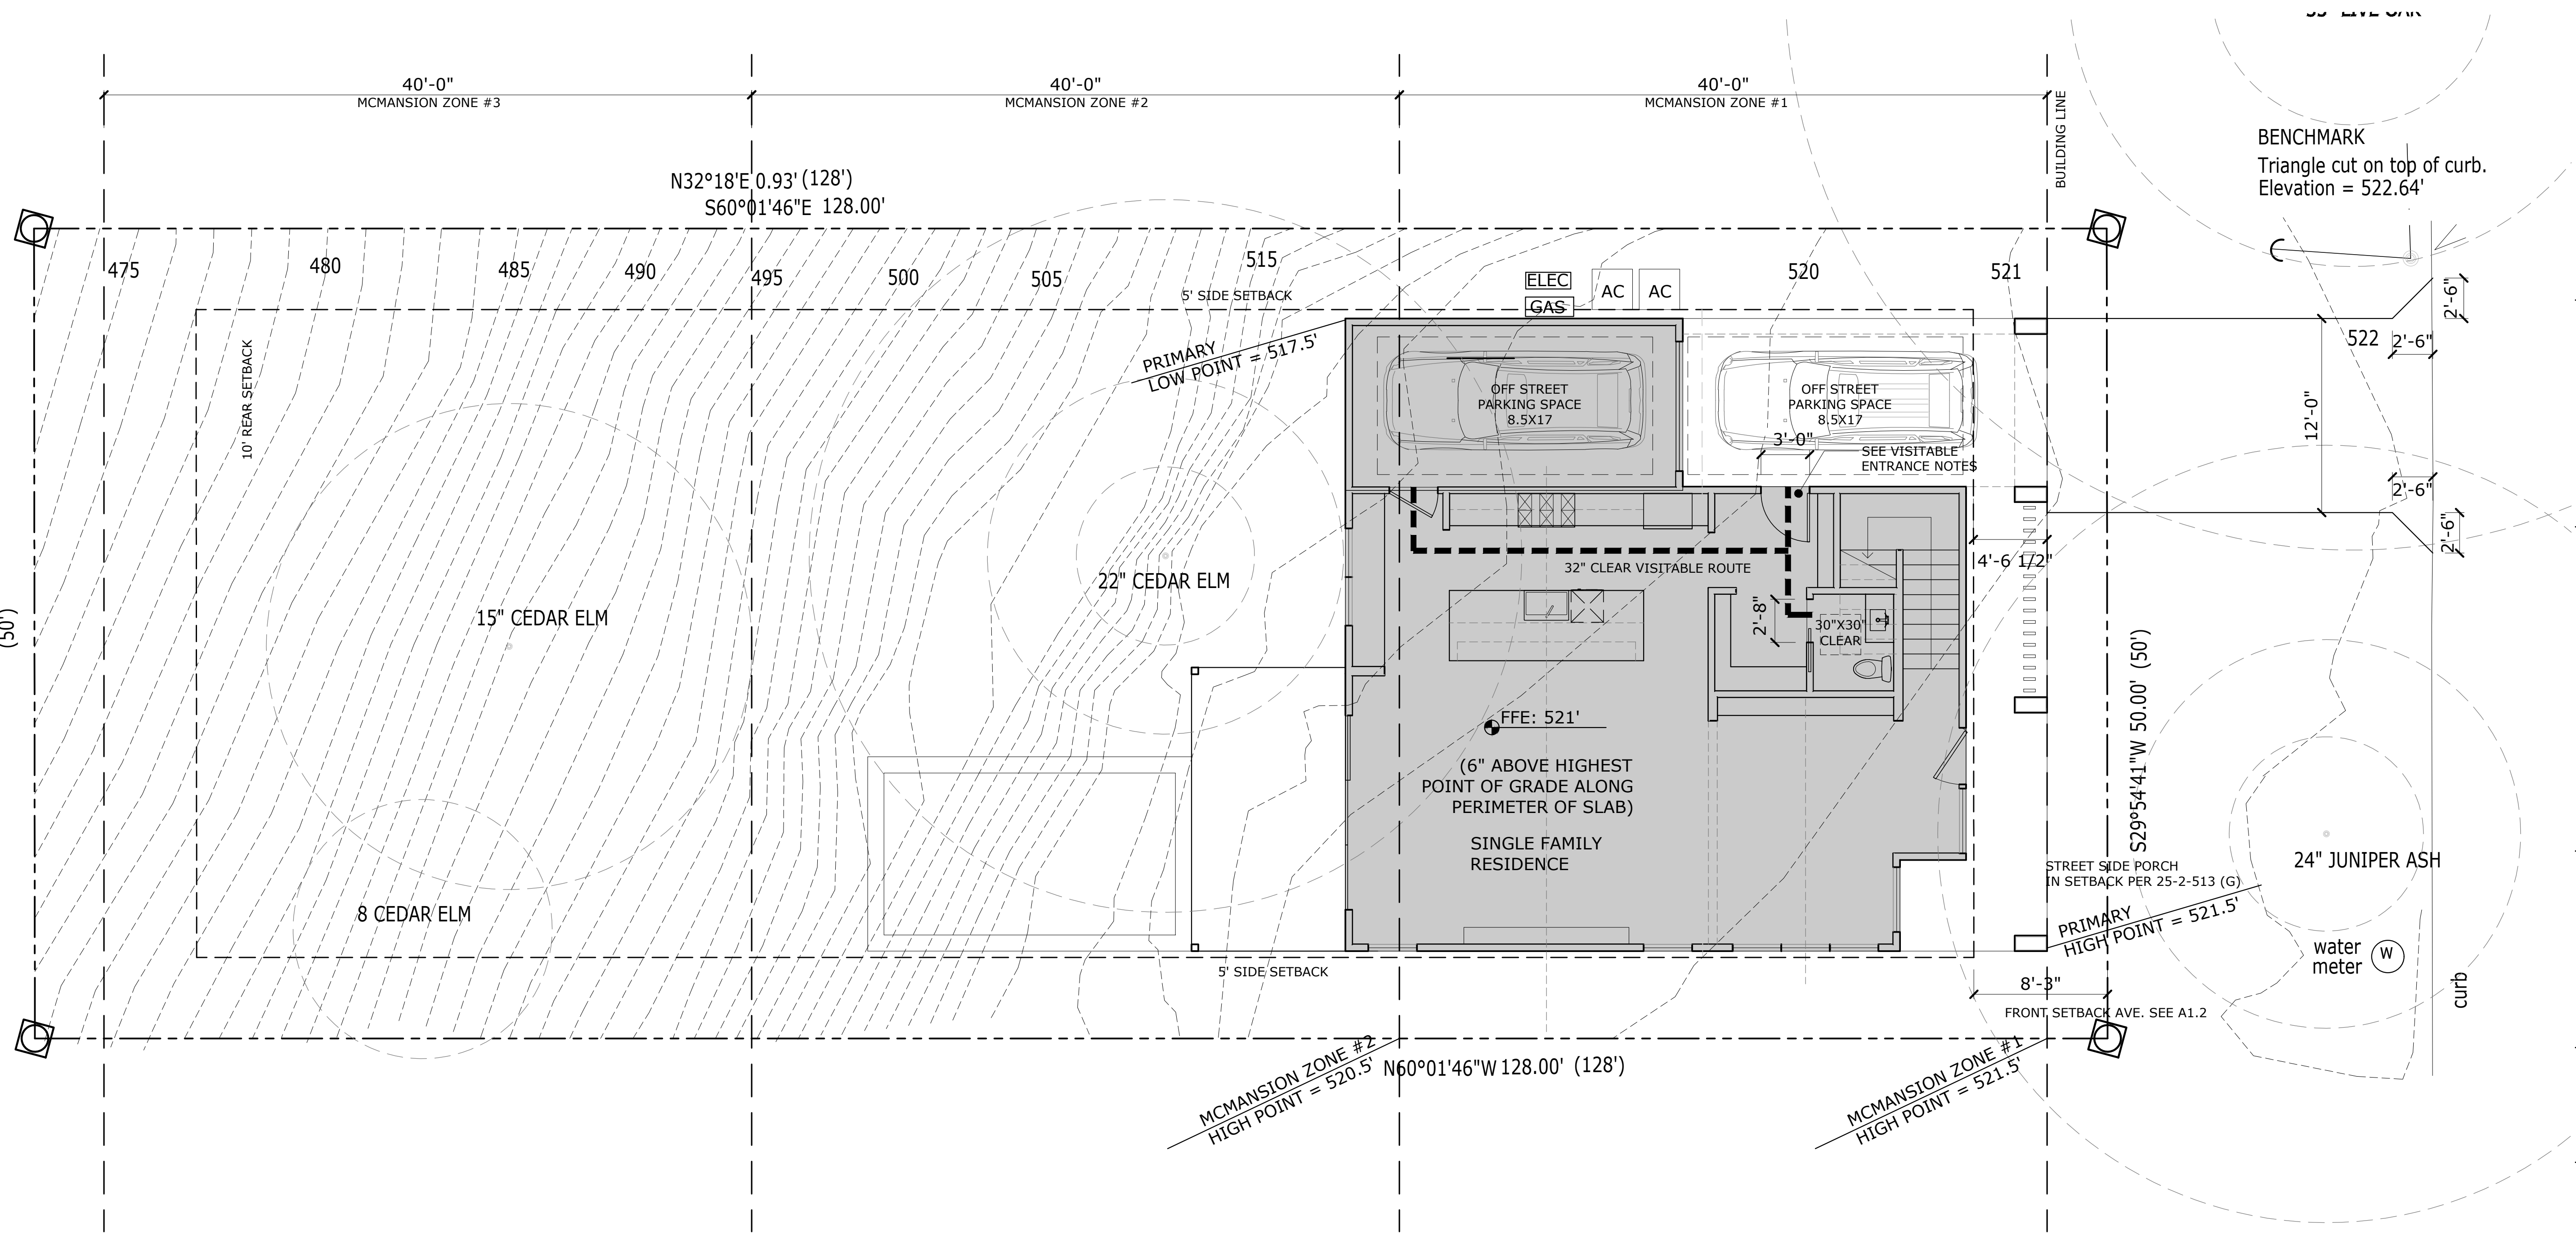 40'-0"
MCMANSION ZONE #3
40'-0"
MCMANSION ZONE #2
40'-0"
MCMANSION ZONE #1
BUILDING LINE
BENCHMARK
Triangle cut on top of curb.
Elevation = 522.64'
N32°18'E 0.93' (128')
S60°01'46"E 128.00'
475
480
485
490
495
500
505
515
520
521
522
5' SIDE SETBACK
ELEC
GAS
AC
AC
10' REAR SETBACK
PRIMARY
LOW POINT = 517.5'
OFF STREET
PARKING SPACE
8.5X17
OFF STREET
PARKING SPACE
8.5X17
3'-0"
SEE VISITABLE
ENTRANCE NOTES
2'-6"
2'-6"
12'-0"
2'-6"
2'-6"
4'-6 1/2"
32" CLEAR VISITABLE ROUTE
22" CEDAR ELM
15" CEDAR ELM
(50')
2'-8"
30"X30"
CLEAR
S29°54'41"W 50.00' (50')
FFE: 521'
(6" ABOVE HIGHEST
POINT OF GRADE ALONG
PERIMETER OF SLAB)
SINGLE FAMILY
RESIDENCE
24" JUNIPER ASH
STREET SIDE PORCH
IN SETBACK PER 25-2-513 (G)
PRIMARY
HIGH POINT = 521.5'
8 CEDAR ELM
water
meter
W
curb
5' SIDE SETBACK
8'-3"
FRONT SETBACK AVE. SEE A1.2
MCMANSION ZONE #2
HIGH POINT = 520.5'
N60°01'46"W 128.00' (128')
MCMANSION ZONE #1
HIGH POINT = 521.5'